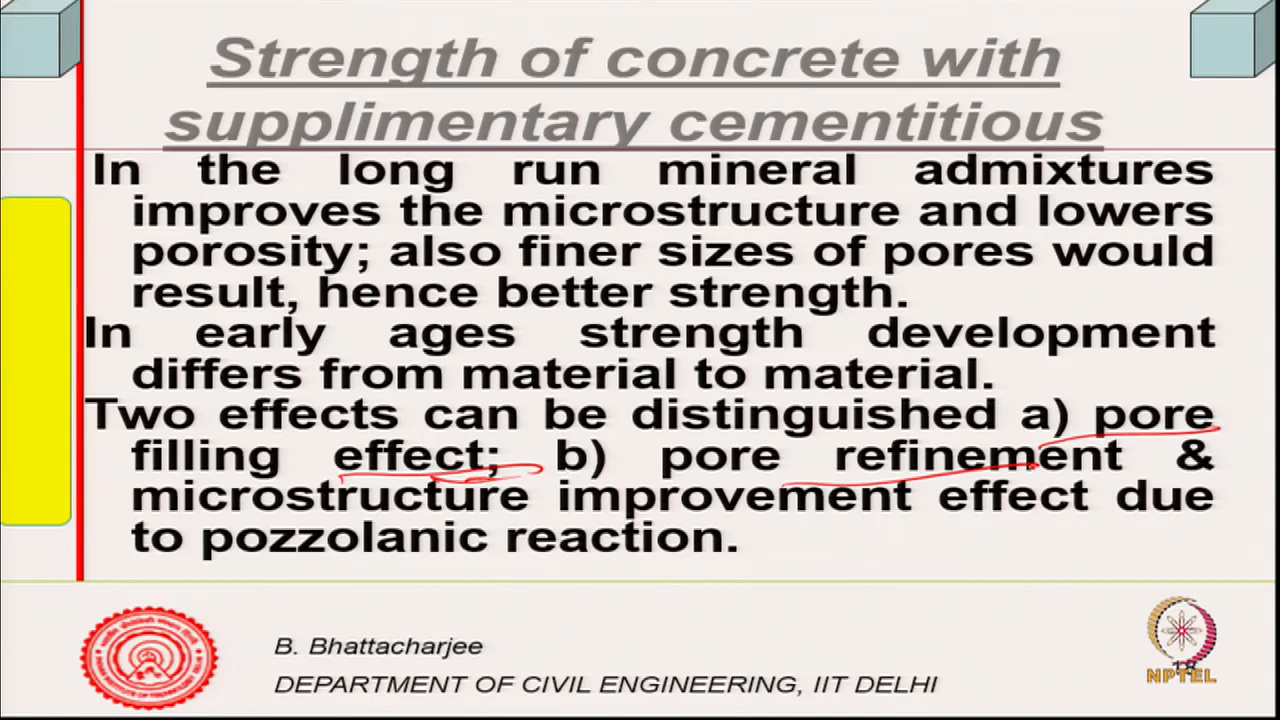 Strength of concrete with
supplimentary cementitious
In the long run mineral admixtures
improves the microstructure and lowers
porosity; also finer sizes of pores would
result, hence better strength.
In early ages strength development
differs from material to material.
Two effects can be distinguished a) pore
filling effect; b) pore refinement &
microstructure improvement effect due
to pozzolanic reaction.
B. Bhattacharjee
DEPARTMENT OF CIVIL ENGINEERING, IIT DELHI
NPTEL